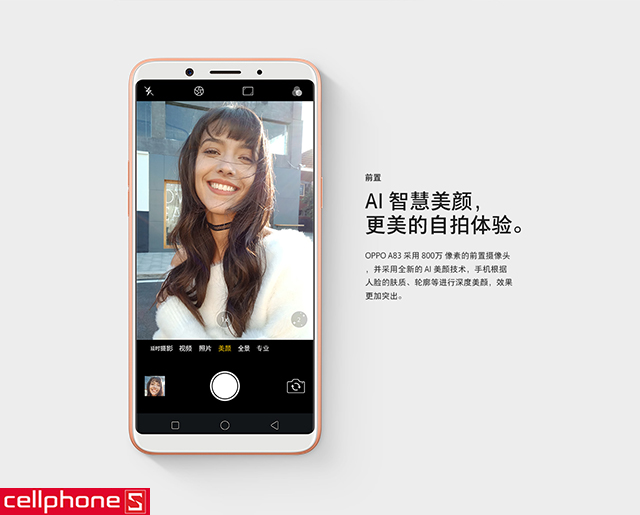 前置
AI 智慧美颜，
更美的自拍体验。
OPPO A83 采用 800万 像素的前置摄像头
，并采用全新的 AI 美颜技术，手机根据
人脸的肤质、轮廓等进行深度美颜，效果
更加突出。
延时摄影 视频 照片 美颜 全景 专业
cellphoneS